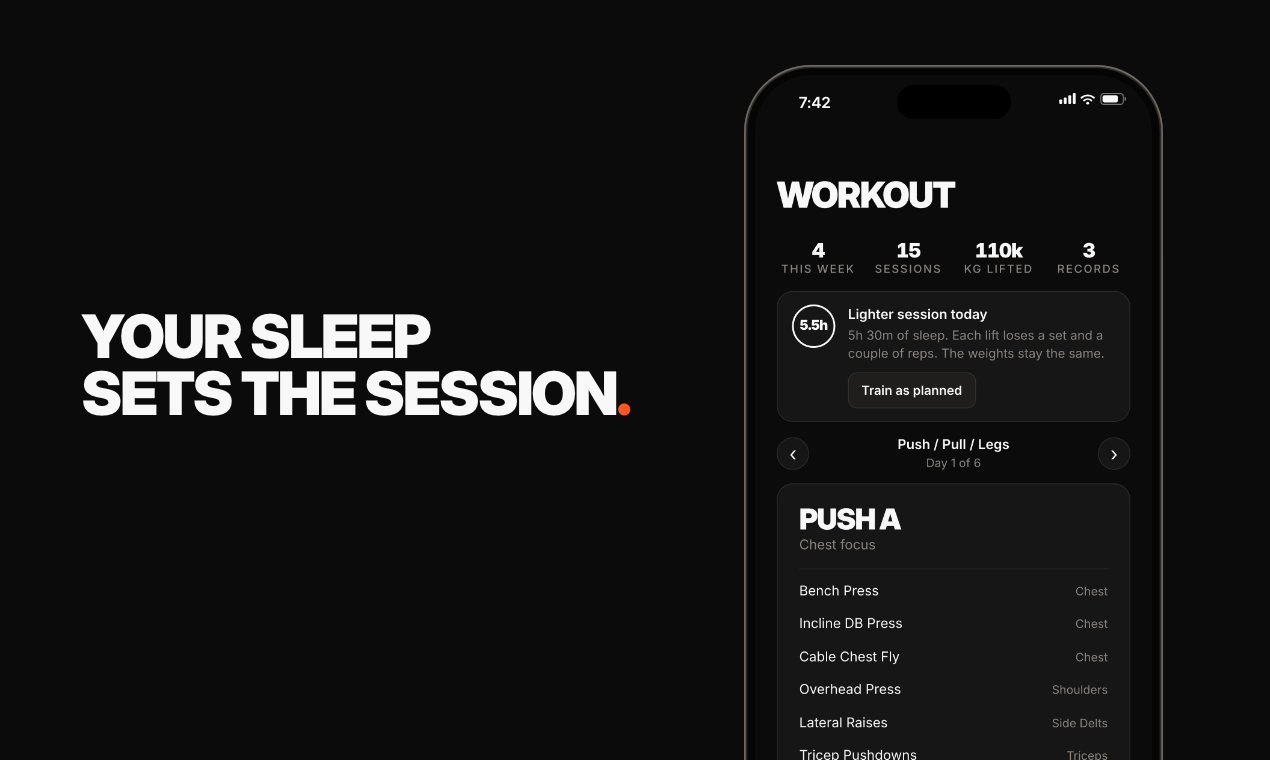 YOUR SLEEP
SETS THE SESSION.
7:42
WORKOUT
4 15 110k 3
THIS WEEK SESSIONS KG LIFTED RECORDS
5.5h
Lighter session today
5h 30m of sleep. Each lift loses a set and a
couple of reps. The weights stay the same.
Train as planned
‹ Push / Pull / Legs ›
Day 1 of 6
PUSH A
Chest focus
Bench Press Chest
Incline DB Press Chest
Cable Chest Fly Chest
Overhead Press Shoulders
Lateral Raises Side Delts
Tricep Pushdowns Triceps